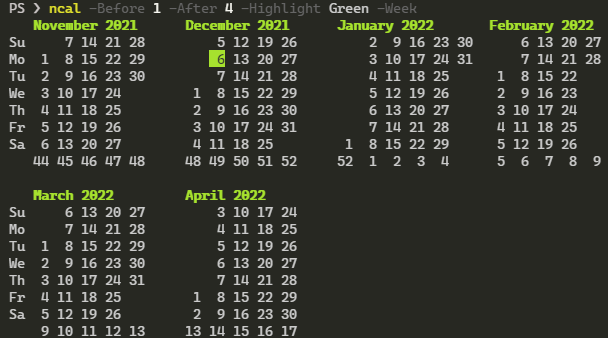 PS ❯ ncal -Before 1 -After 4 -Highlight Green -Week
   November 2021      December 2021      January 2022       February 2022
Su     7 14 21 28         5 12 19 26         2  9 16 23 30      6 13 20 27
Mo  1  8 15 22 29         6 13 20 27         3 10 17 24 31      7 14 21 28
Tu  2  9 16 23 30         7 14 21 28         4 11 18 25      1  8 15 22
We  3 10 17 24         1  8 15 22 29         5 12 19 26      2  9 16 23
Th  4 11 18 25         2  9 16 23 30         6 13 20 27      3 10 17 24
Fr  5 12 19 26         3 10 17 24 31         7 14 21 28      4 11 18 25
Sa  6 13 20 27         4 11 18 25         1  8 15 22 29      5 12 19 26
   44 45 46 47 48     48 49 50 51 52     52  1  2  3  4      5  6  7  8  9
   March 2022         April 2022
Su     6 13 20 27         3 10 17 24
Mo     7 14 21 28         4 11 18 25
Tu  1  8 15 22 29         5 12 19 26
We  2  9 16 23 30         6 13 20 27
Th  3 10 17 24 31         7 14 21 28
Fr  4 11 18 25         1  8 15 22 29
Sa  5 12 19 26         2  9 16 23 30
    9 10 11 12 13     13 14 15 16 17